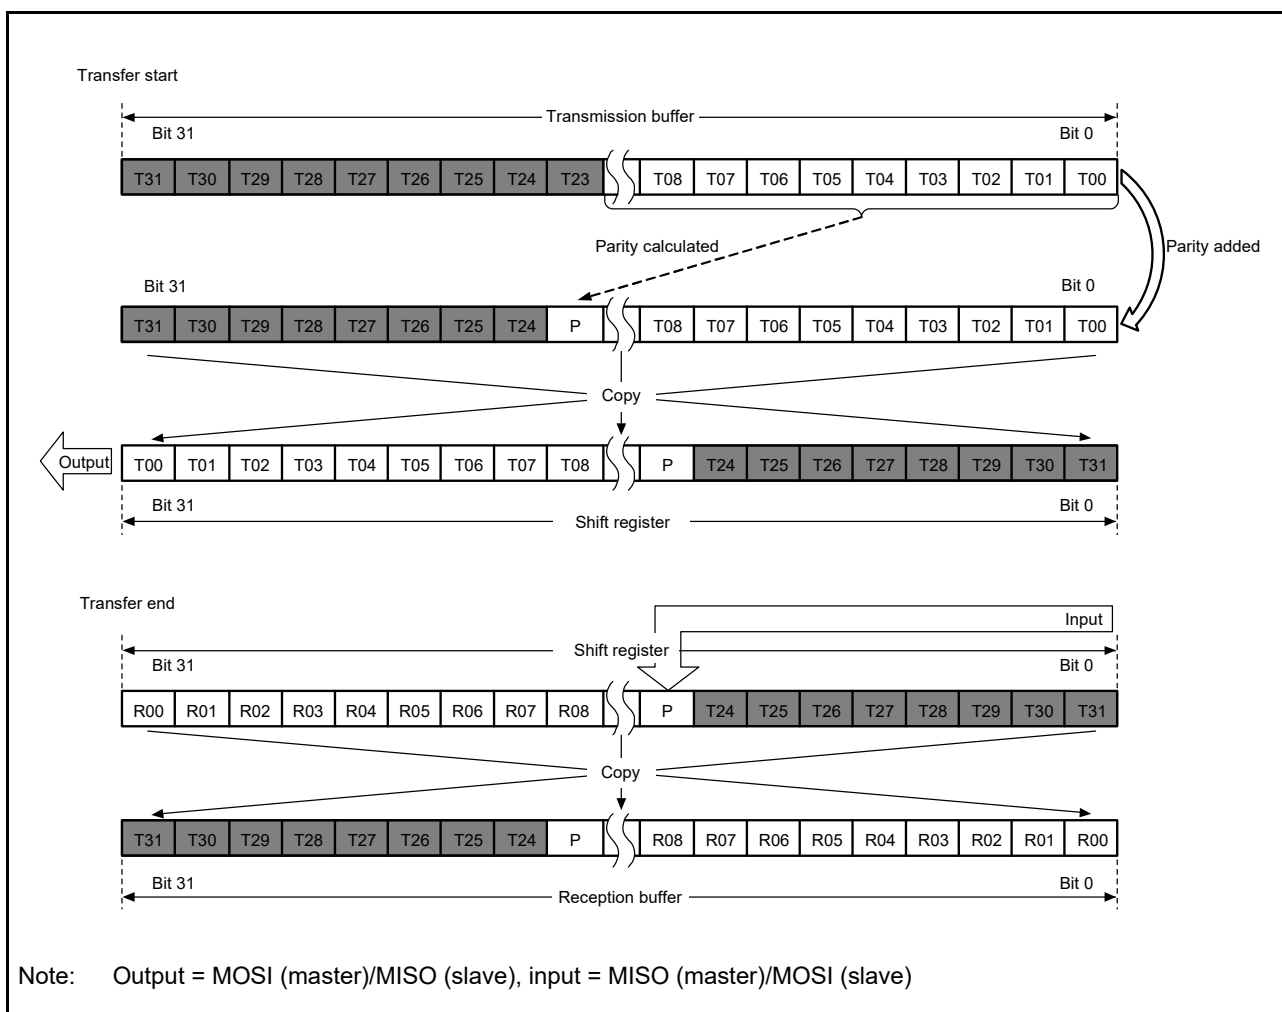 Transfer start
Transmission buffer
Bit 31 Bit 0
T31 T30 T29 T28 T27 T26 T25 T24 T23 T08 T07 T06 T05 T04 T03 T02 T01 T00
Parity calculated Parity added
Bit 31 Bit 0
T31 T30 T29 T28 T27 T26 T25 T24 P T08 T07 T06 T05 T04 T03 T02 T01 T00
Copy
Output T00 T01 T02 T03 T04 T05 T06 T07 T08 P T24 T25 T26 T27 T28 T29 T30 T31
Bit 31 Bit 0
Shift register
Transfer end
Input
Shift register
Bit 31 Bit 0
R00 R01 R02 R03 R04 R05 R06 R07 R08 P T24 T25 T26 T27 T28 T29 T30 T31
Copy
T31 T30 T29 T28 T27 T26 T25 T24 P R08 R07 R06 R05 R04 R03 R02 R01 R00
Bit 31 Bit 0
Reception buffer
Note: Output = MOSI (master)/MISO (slave), input = MISO (master)/MOSI (slave)